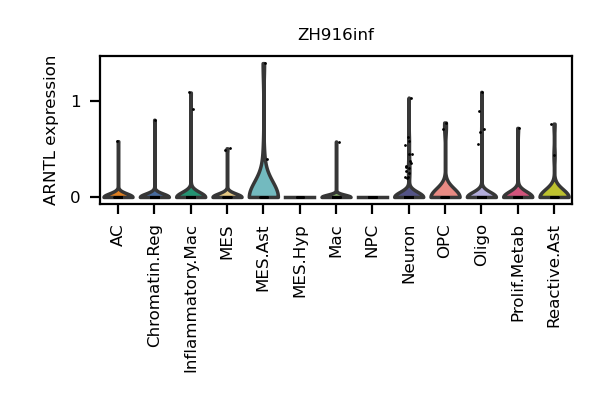 ZH916inf
ARNTL expression
1
0
AC
Chromatin.Reg
Inflammatory.Mac
MES
MES.Ast
MES.Hyp
Mac
NPC
Neuron
OPC
Oligo
Prolif.Metab
Reactive.Ast